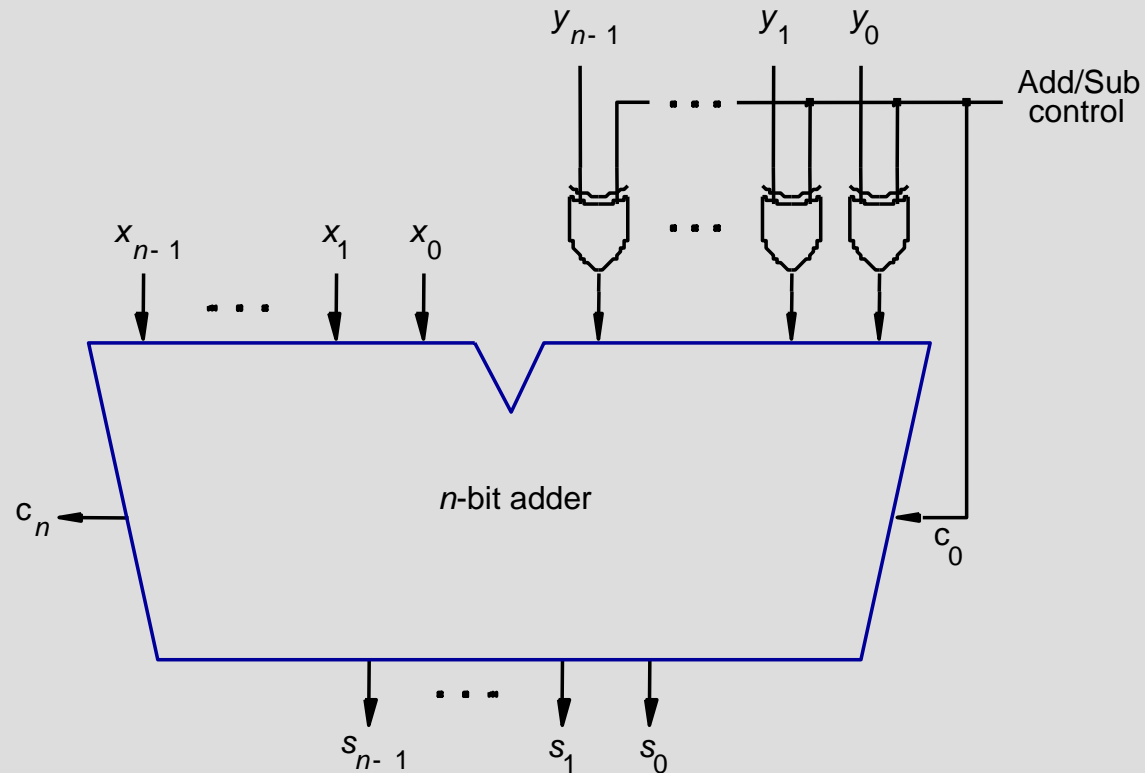 y n- 1 y 1 y 0
Add/Sub
control
x n- 1 x 1 x 0
n-bit adder
c n
c 0
s n- 1 s 1 s 0